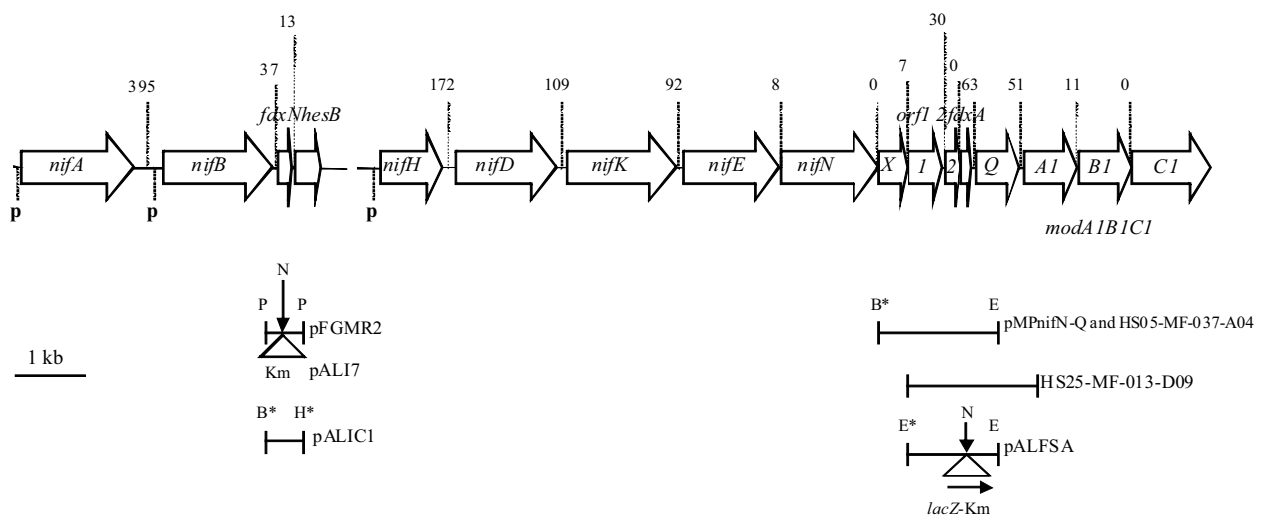 30
13
7 0
37
395 172 109 92 8 0 63 51 11 0
fdxNhesB orf1 2fdxA
nifA nifB nifH nifD nifK nifE nifN X 1 2 Q A1 B1 C1
p p p
modA1B1C1
N
P P B* E
pFGMR2 pMPnifN-Q and HS05-MF-037-A04
1 kb
Km pALI7
HS25-MF-013-D09
B* H* E* N E
pALIC1 pALFSA
lacZ-Km